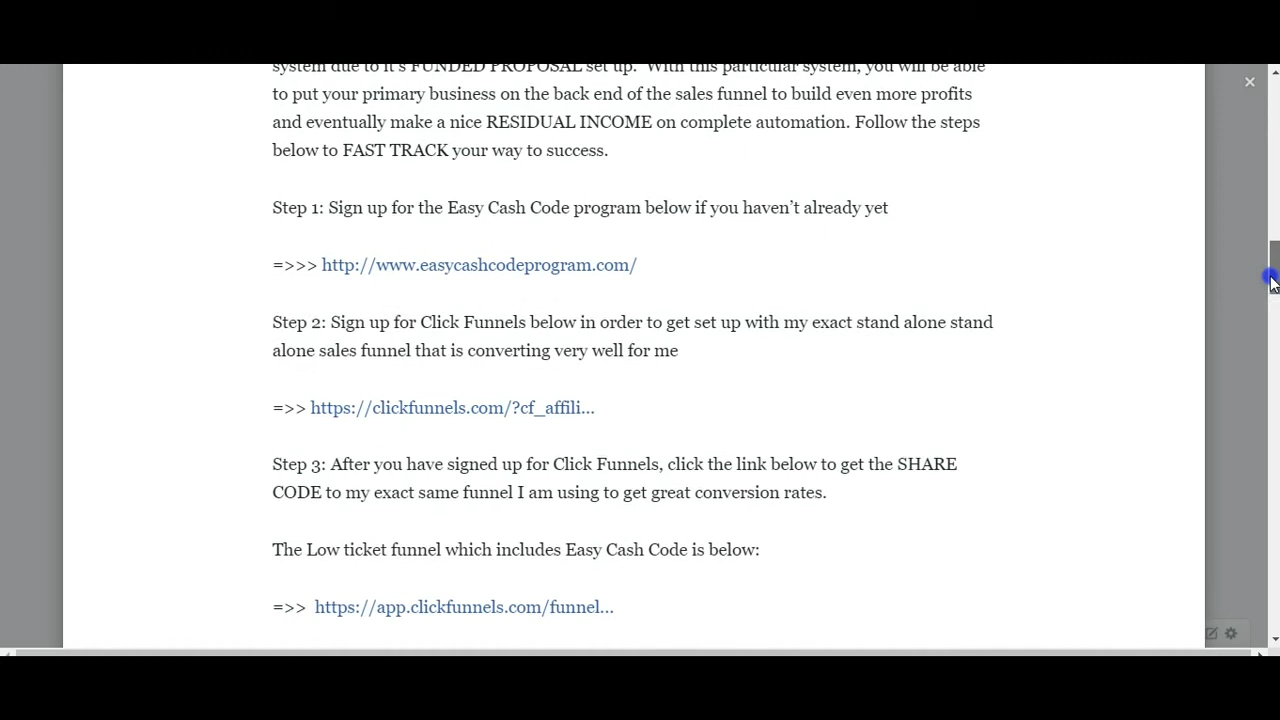 system due to it's FUNDED PROPOSAL set up. With this particular system, you will be able
to put your primary business on the back end of the sales funnel to build even more profits
and eventually make a nice RESIDUAL INCOME on complete automation. Follow the steps
below to FAST TRACK your way to success.
Step 1: Sign up for the Easy Cash Code program below if you haven’t already yet
=>>> http://www.easycashcodeprogram.com/
Step 2: Sign up for Click Funnels below in order to get set up with my exact stand alone stand
alone sales funnel that is converting very well for me
=>> https://clickfunnels.com/?cf_affili...
Step 3: After you have signed up for Click Funnels, click the link below to get the SHARE
CODE to my exact same funnel I am using to get great conversion rates.
The Low ticket funnel which includes Easy Cash Code is below:
=>> https://app.clickfunnels.com/funnel...